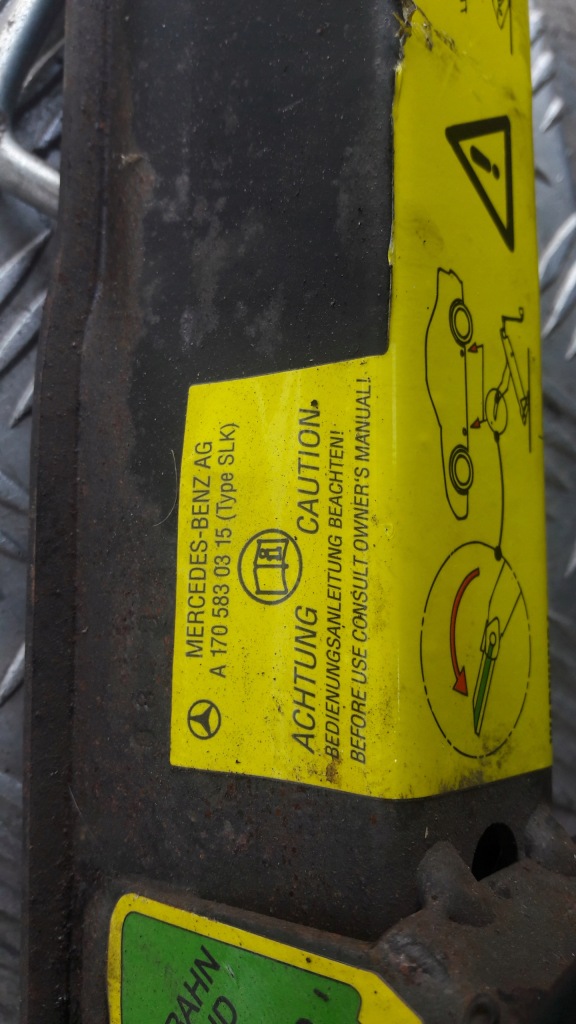 MERCEDES-BENZ AG
A 170 583 03 15 (Type SLK)
ACHTUNG CAUTION
BEDIENUNGSANLEITUNG BEACHTEN!
BEFORE USE CONSULT OWNER'S MANUAL!